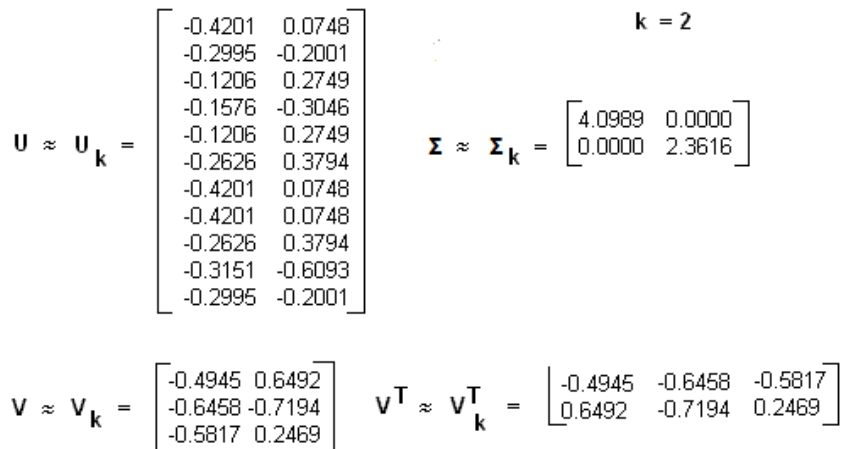 k = 2
U ≈ U k =
-0.4201 0.0748
-0.2995 -0.2001
-0.1206 0.2749
-0.1576 -0.3046
-0.1206 0.2749
-0.2626 0.3794
-0.4201 0.0748
-0.4201 0.0748
-0.2626 0.3794
-0.3151 -0.6093
-0.2995 -0.2001
Σ ≈ Σ k =
4.0989 0.0000
0.0000 2.3616
V ≈ V k =
-0.4945 0.6492
-0.6458 -0.7194
-0.5817 0.2469
V T ≈ V T k =
-0.4945 -0.6458 -0.5817
0.6492 -0.7194 0.2469